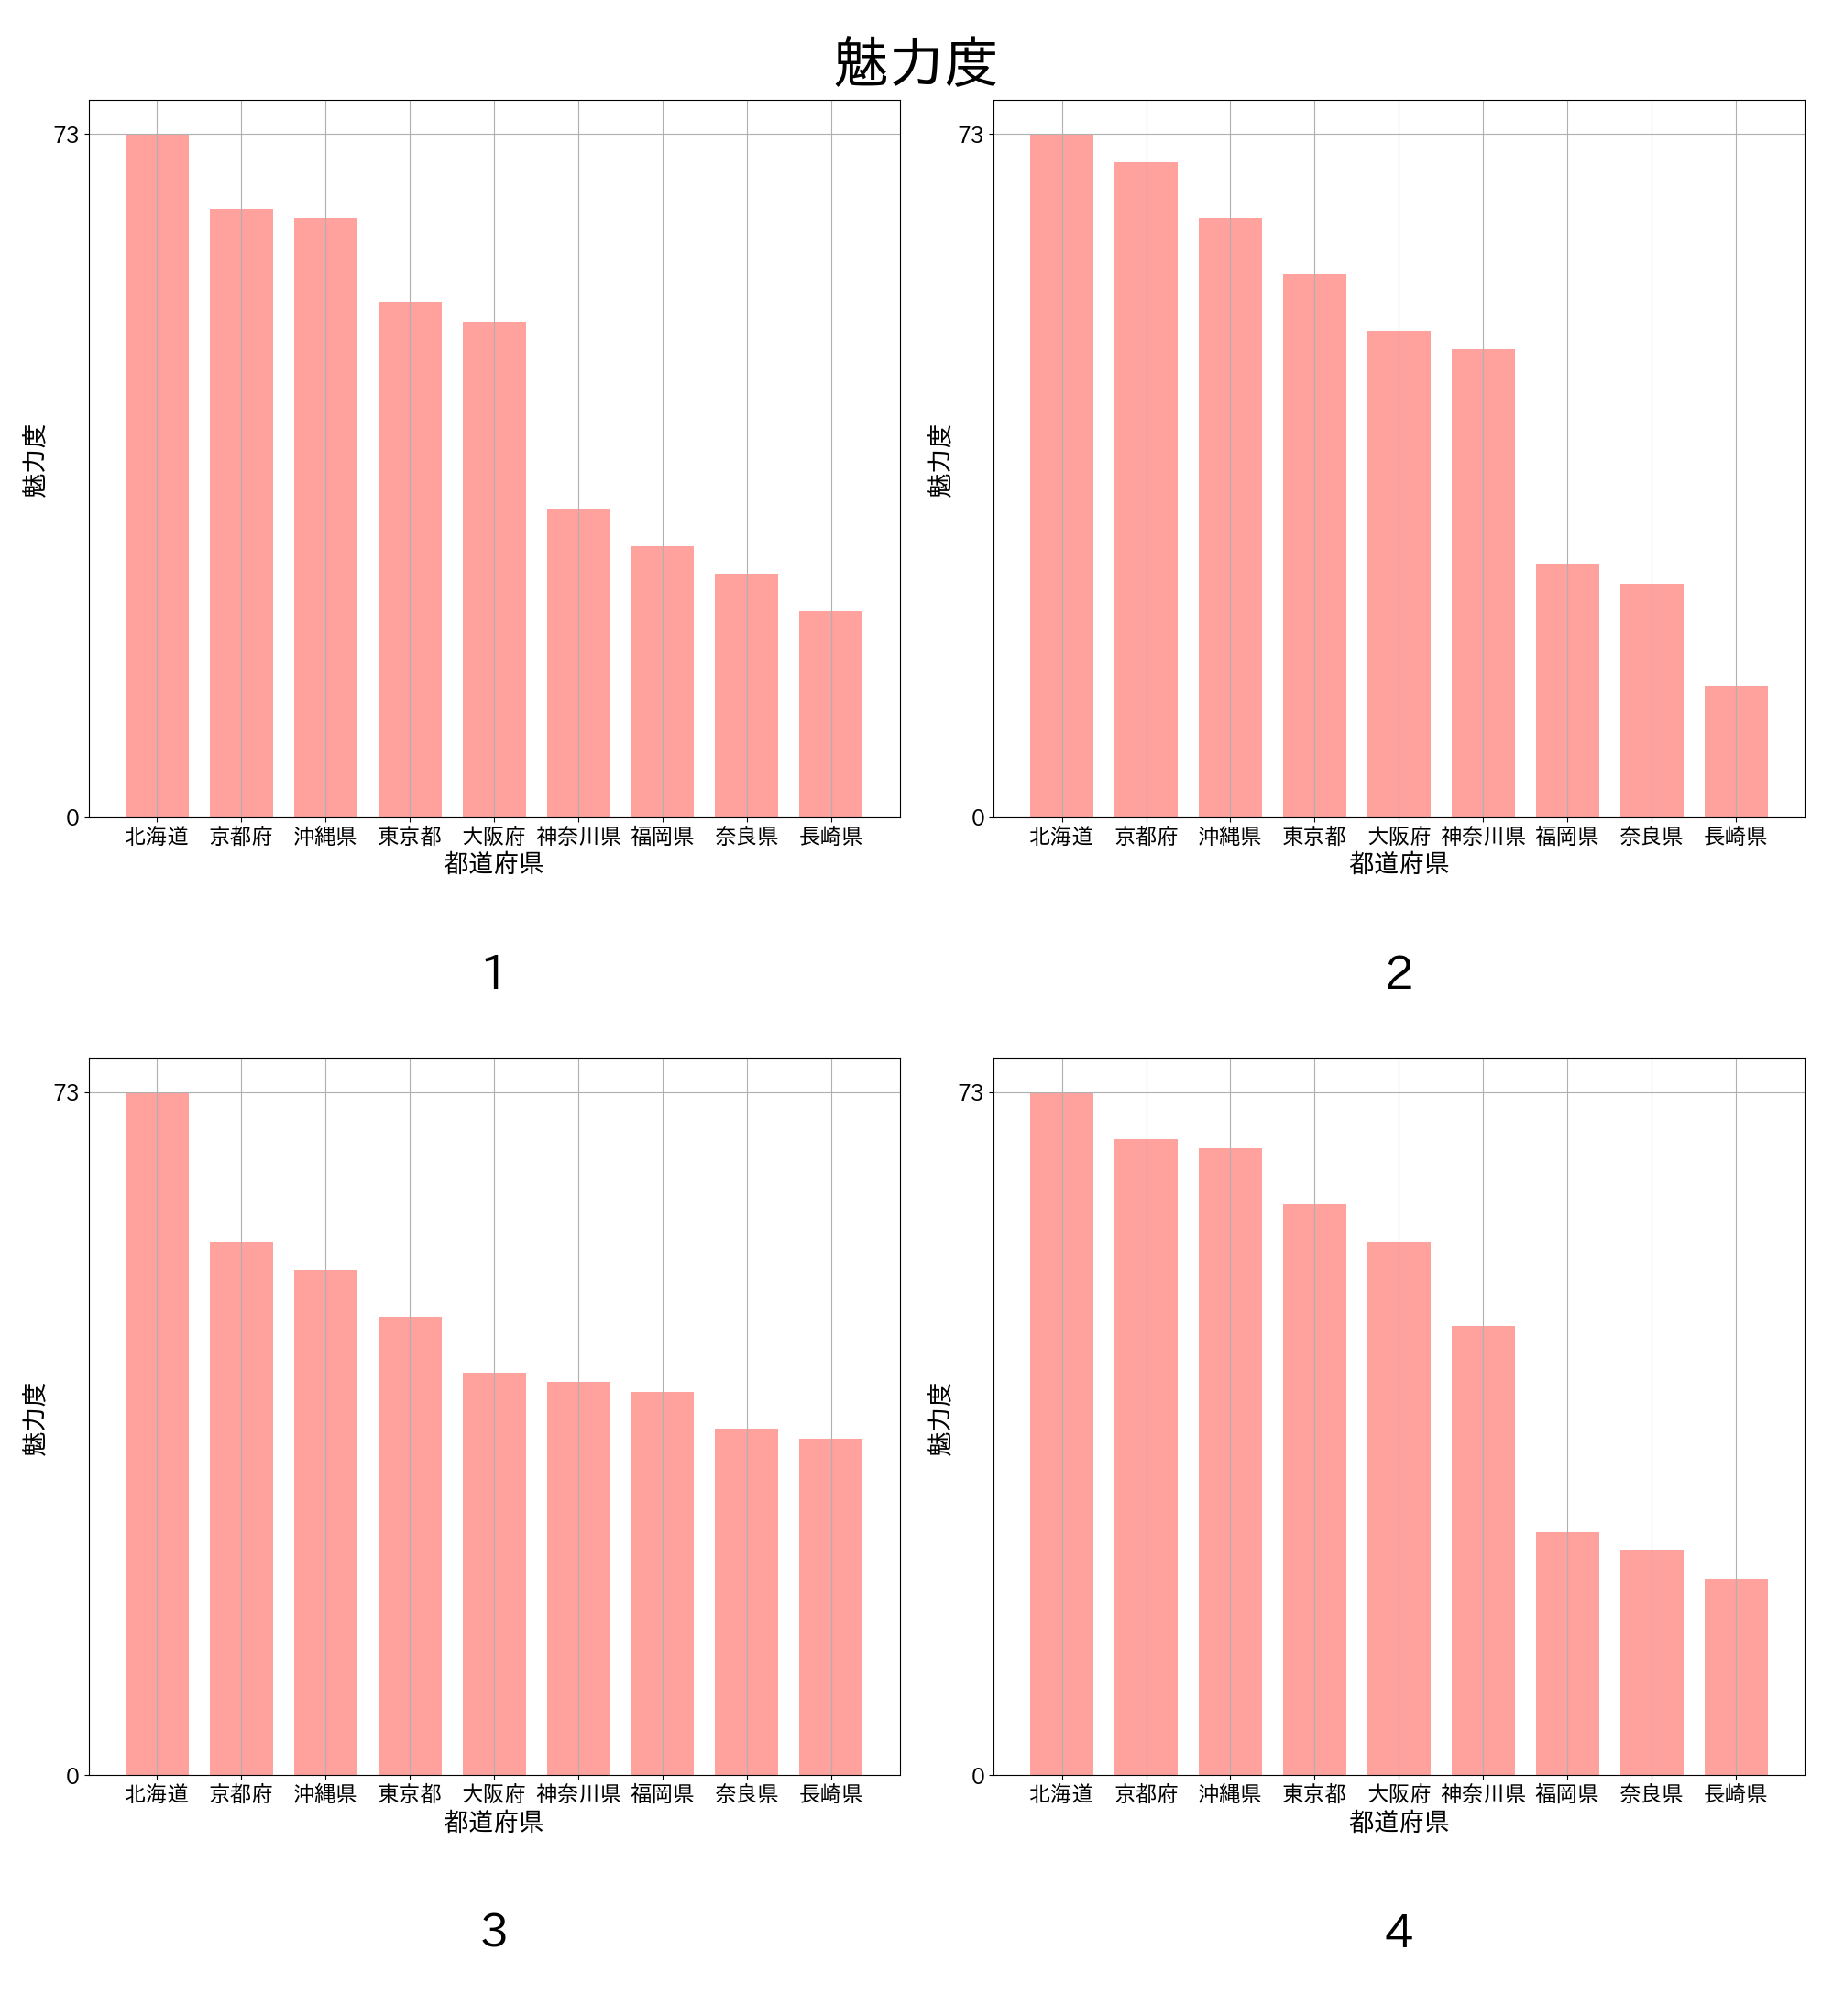 魅力度
73
魅力度
0
北海道 京都府 沖縄県 東京都 大阪府 神奈川県 福岡県 奈良県 長崎県
都道府県
1
73
魅力度
0
北海道 京都府 沖縄県 東京都 大阪府 神奈川県 福岡県 奈良県 長崎県
都道府県
2
73
魅力度
0
北海道 京都府 沖縄県 東京都 大阪府 神奈川県 福岡県 奈良県 長崎県
都道府県
3
73
魅力度
0
北海道 京都府 沖縄県 東京都 大阪府 神奈川県 福岡県 奈良県 長崎県
都道府県
4